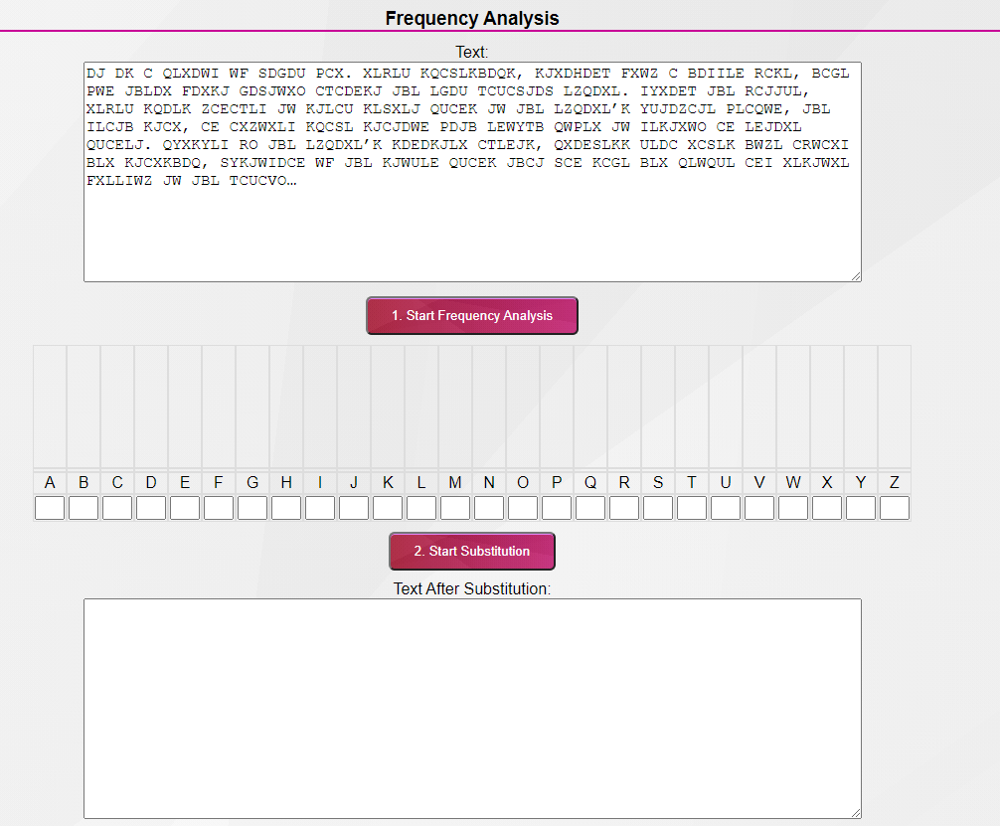 Frequency Analysis
Text:
DJ DK C QLXDWI WF SDGDU PCX. XLRLU KQCSLKBDQK, KJXDHDET FXWZ C BDIILE RCKL, BCGL
PWE JBLDX FDXKJ GDSJWXO CTCDEKJ JBL LGDU TCUCSJDS LZQDXL. IYXDET JBL RCJJUL,
XLRLU KQDLK ZCECTLI JW KJLCU KLSXLJ QUCEK JW JBL LZQDXL’K YUJDZCJL PLCQWE, JBL
ILCJB KJCX, CE CXZWXLI KQCSL KJCJDWE PDJB LEWYTB QWPLX JW ILKJXWO CE LEJDXL
QUCELJ. QYXKYLI RO JBL LZQDXL’K KDEDKJLX CTLEJK, QXDESLKK ULDC XCSLK BWZL CRWCXI
BLX KJCXKBDQ, SYKJWIDCE WF JBL KJWULE QUCEK JBCJ SCE KCGL BLX QLWQUL CEI XLKJWXL
FXLLIWZ JW JBL TCUCVO…
1. Start Frequency Analysis
A B C D E F G H I J K L M N O P Q R S T U V W X Y Z
2. Start Substitution
Text After Substitution: